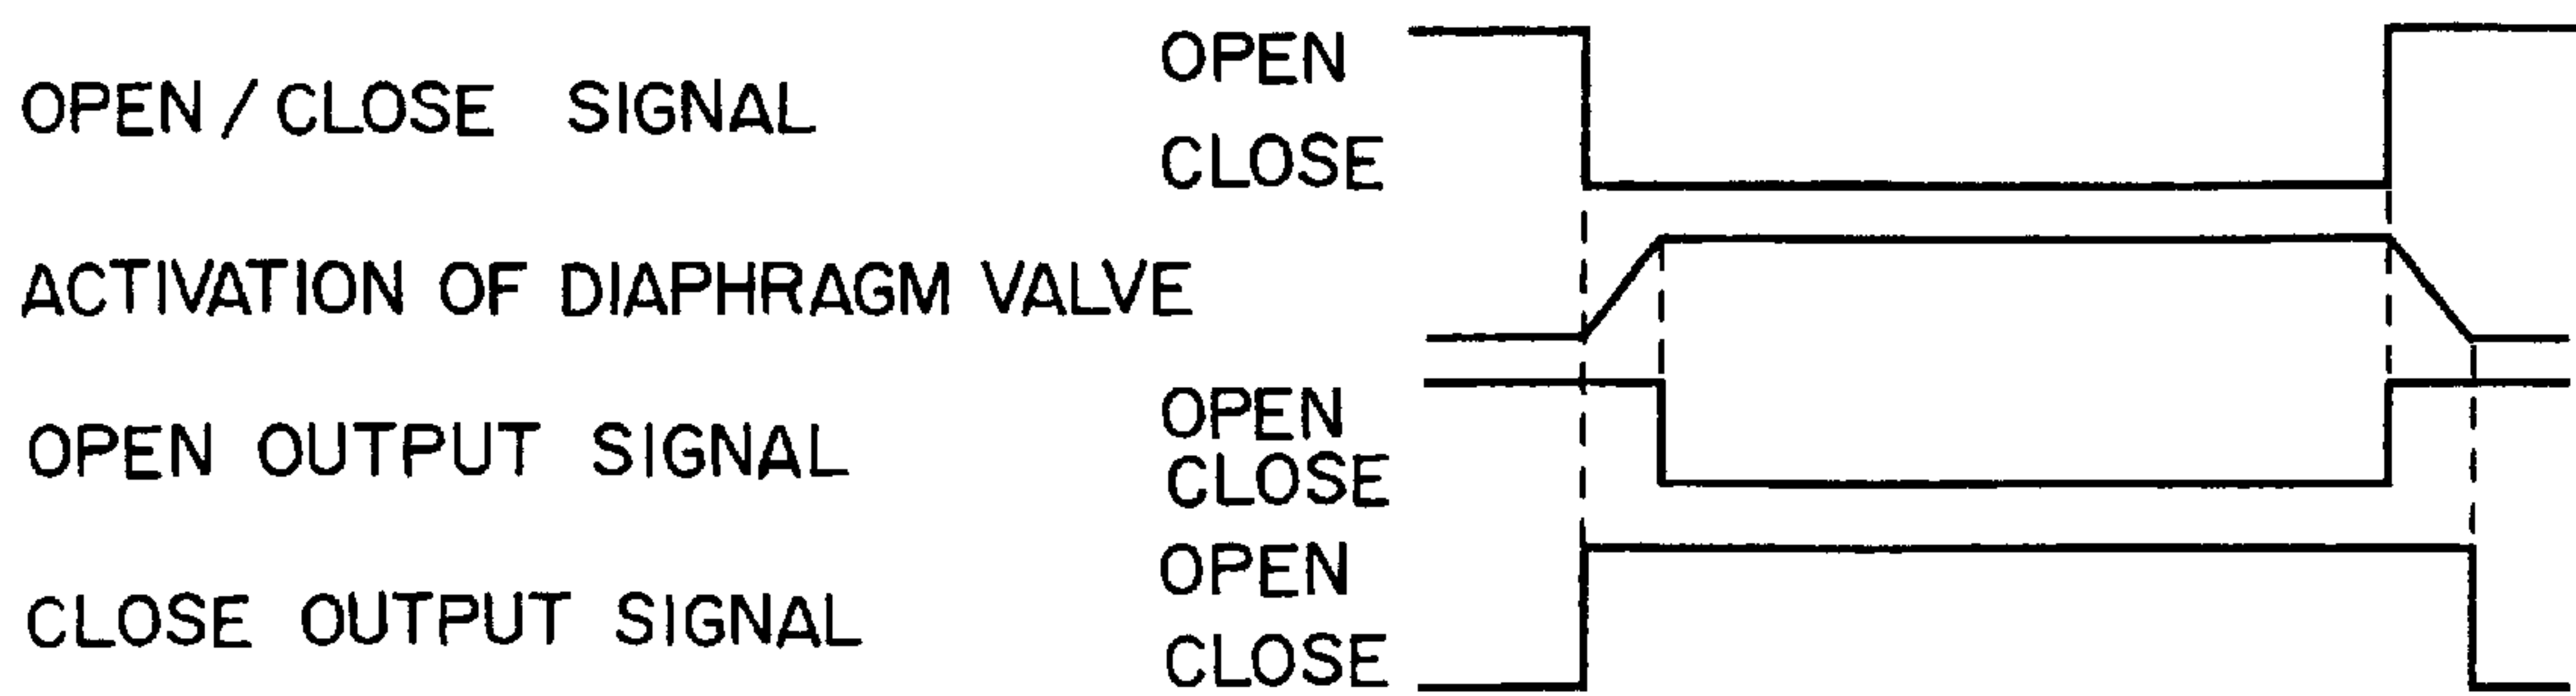 OPEN/CLOSE SIGNAL
OPEN
CLOSE
ACTIVATION OF DIAPHRAGM VALVE
OPEN OUTPUT SIGNAL
OPEN
CLOSE
CLOSE OUTPUT SIGNAL
OPEN
CLOSE